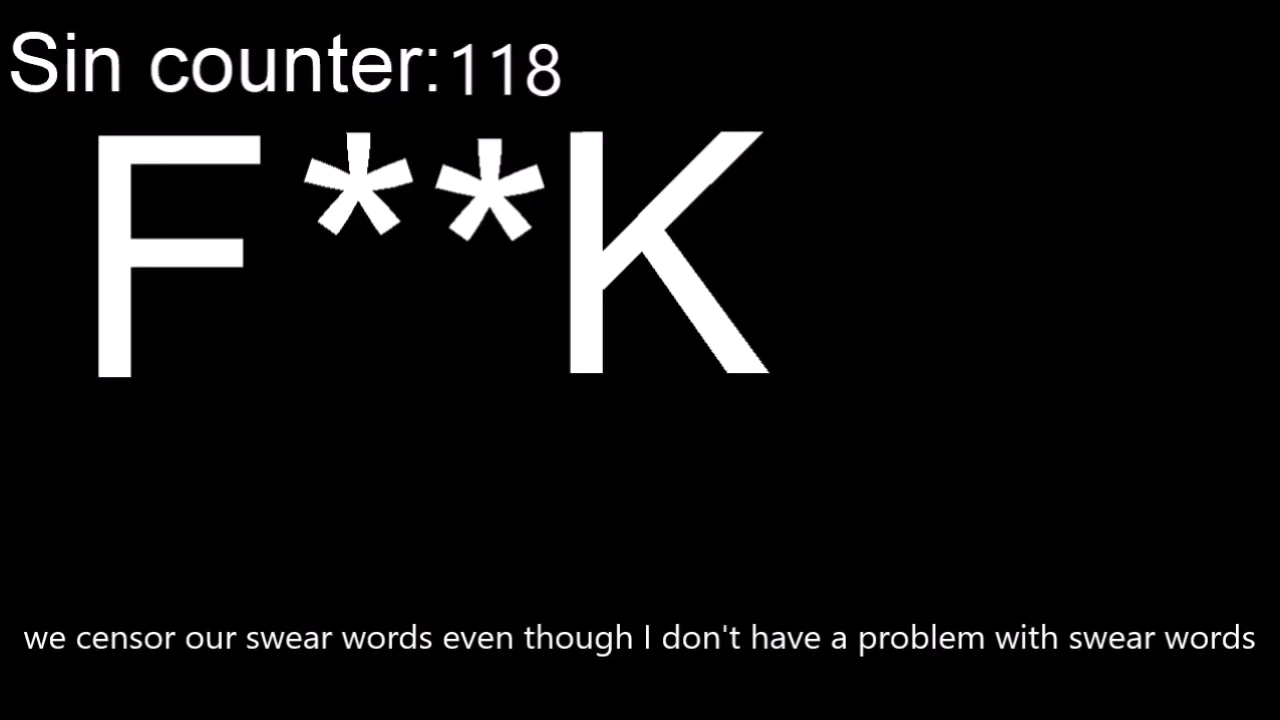 Sin counter:118
F**K
we censor our swear words even though I don't have a problem with swear words